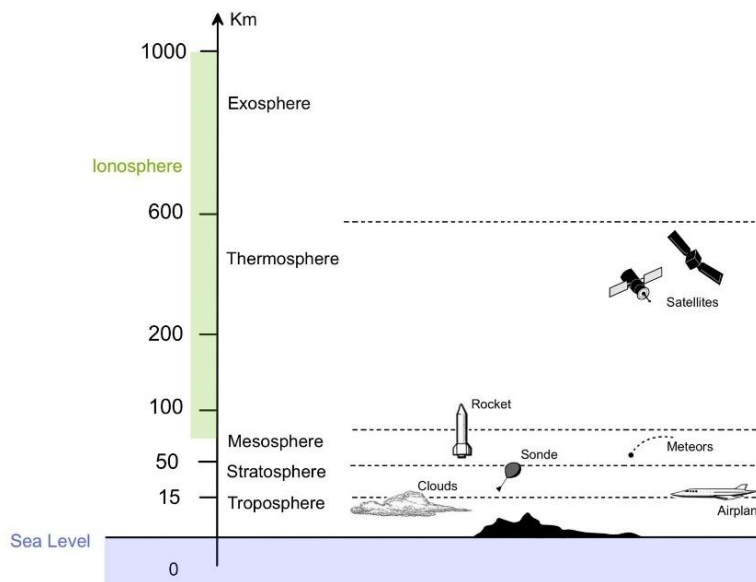 Km
1000
Exosphere
Ionosphere
600
Thermosphere
Satellites
200
Rocket
100
Mesosphere
Meteors
Sonde
50
Stratosphere
Clouds
15
Troposphere
Airplan
Sea Level
0